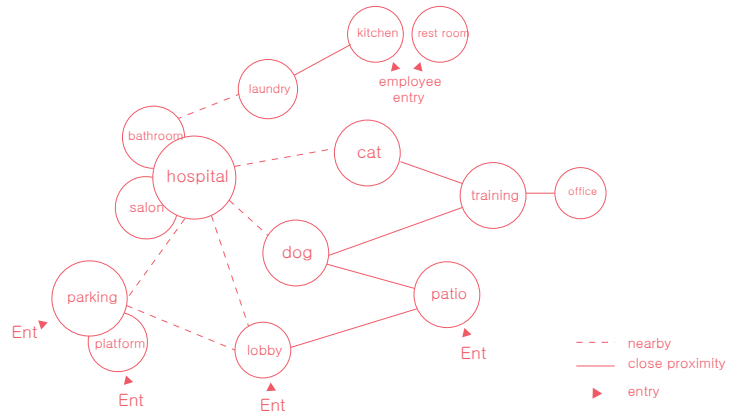 kitchen
rest room
employee
entry
laundry
bathroom
hospital
cat
salon
training
office
dog
parking
patio
Ent
platform
lobby
Ent
Ent
Ent
nearby
close proximity
entry